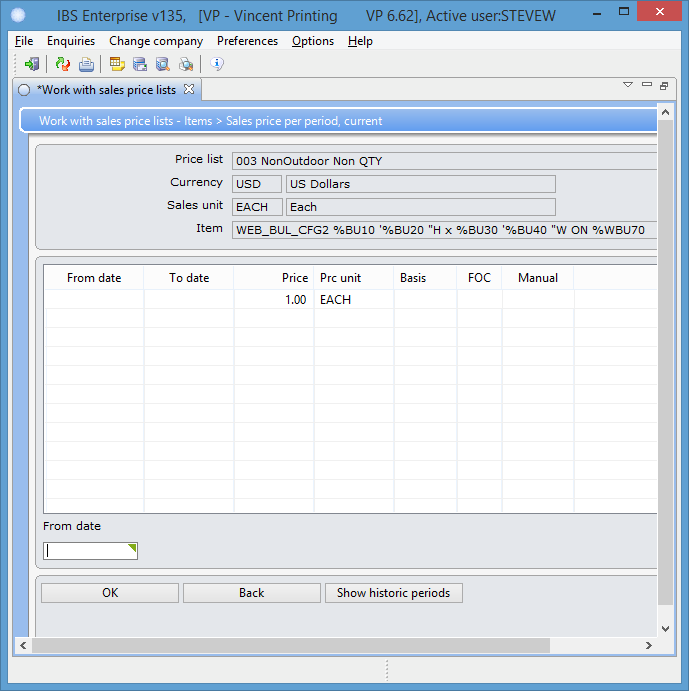 IBS Enterprise v135, [VP - Vincent Printing VP 6.62], Active user:STEVEW
File Enquiries Change company Preferences Options Help
*Work with sales price lists
Work with sales price lists - Items > Sales price per period, current
Price list 003 NonOutdoor Non QTY
Currency USD US Dollars
Sales unit EACH Each
Item WEB_BUL_CFG2 %BU10 '%BU20 "H x %BU30 '%BU40 "W ON %WBU70
From date To date Price Prc unit Basis FOC Manual
1.00 EACH
From date
OK Back Show historic periods